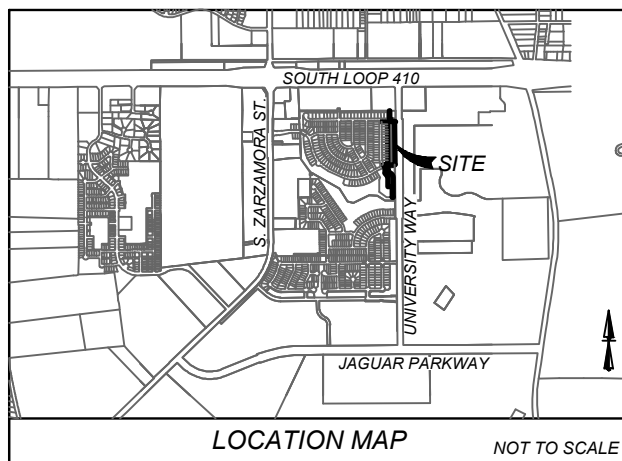 SOUTH LOOP 410
S. ZARZAMORA ST.
SITE
UNIVERSITY WAY
JAGUAR PARKWAY
LOCATION MAP
NOT TO SCALE